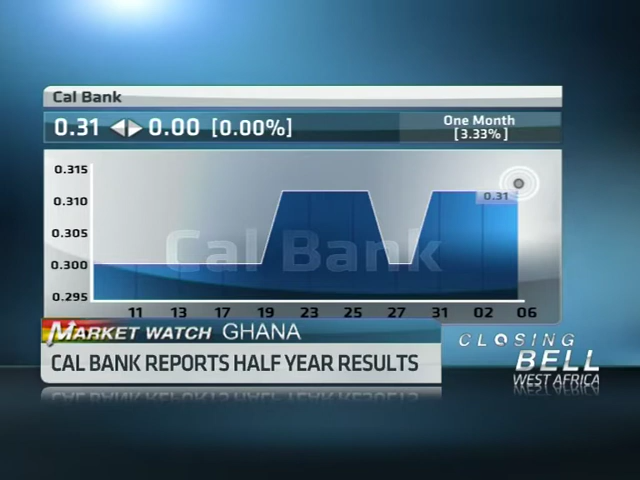 Cal Bank
0.31 0.00 [0.00%]
One Month
[3.33%]
0.315
0.310
0.305
0.300
0.295
Cal Bank
0.31
11 13 17 19 23 25 27 31 02 06
MARKET WATCH GHANA
CAL BANK REPORTS HALF YEAR RESULTS
CLOSING
BELL
WEST AFRICA